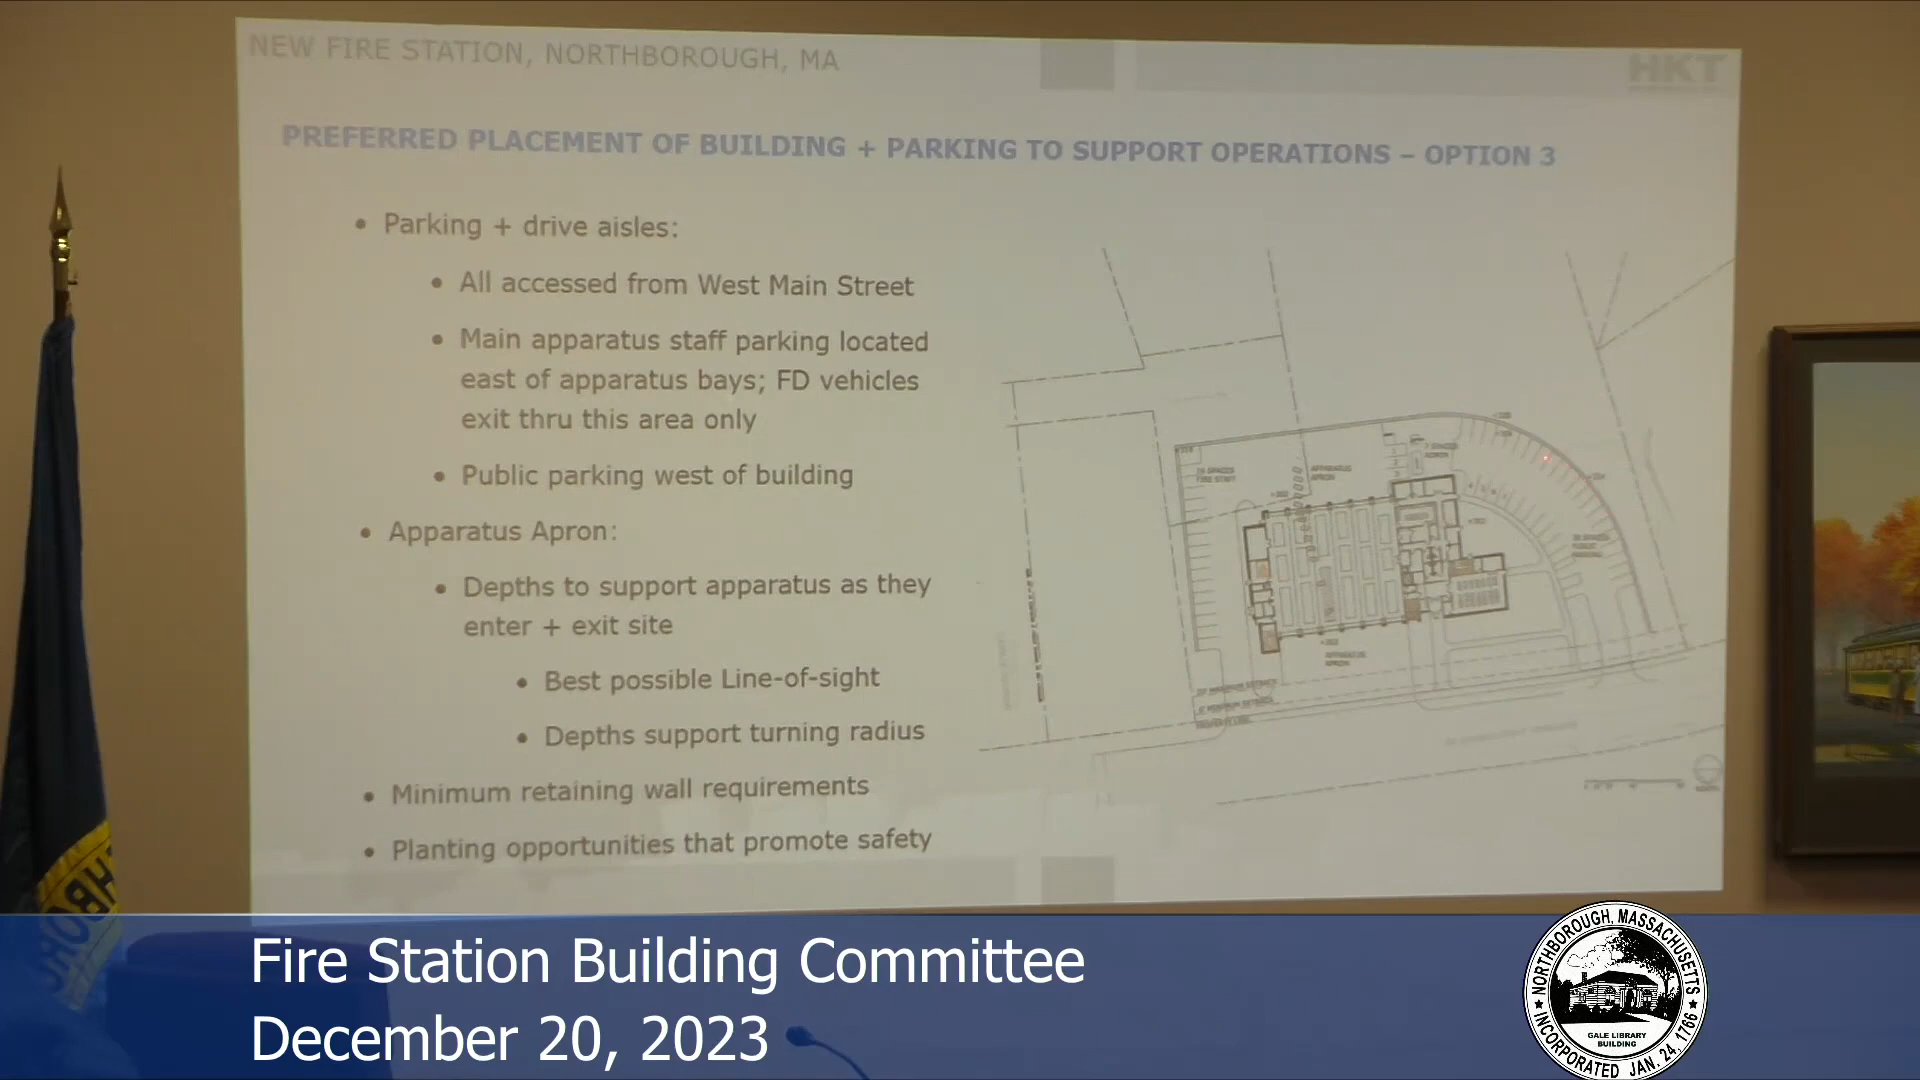 NEW FIRE STATION, NORTHBOROUGH, MA
HKT
PREFERRED PLACEMENT OF BUILDING + PARKING TO SUPPORT OPERATIONS – OPTION 3
• Parking + drive aisles:
• All accessed from West Main Street
• Main apparatus staff parking located
east of apparatus bays; FD vehicles
exit thru this area only
• Public parking west of building
• Apparatus Apron:
• Depths to support apparatus as they
enter + exit site
• Best possible Line-of-sight
• Depths support turning radius
• Minimum retaining wall requirements
• Planting opportunities that promote safety
APPARATUS
APRON
APPARATUS
APRON
Fire Station Building Committee
December 20, 2023
NORTHBOROUGH, MASSACHUSETTS
GALE LIBRARY
BUILDING
INCORPORATED JAN. 24, 1766